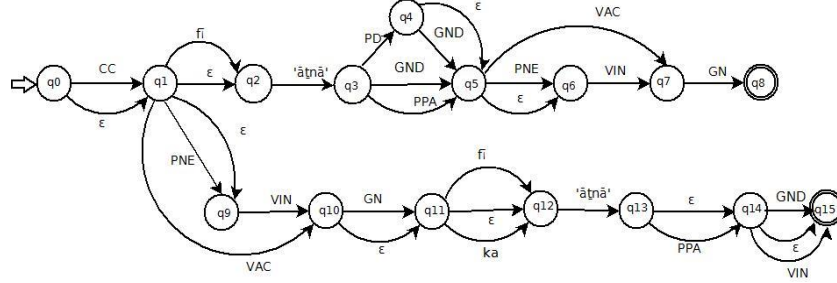 q4
fī ε VAC
PD GND
q0 CC q1 ε q2 'āṯnā' q3 GND q5 PNE q6 VIN q7 GN q8
ε PPA ε
ε
fī
PNE
q9 VIN q10 GN q11 ε q12 'āṯnā' q13 ε q14 GND q15
ε ka PPA ε
VAC VIN